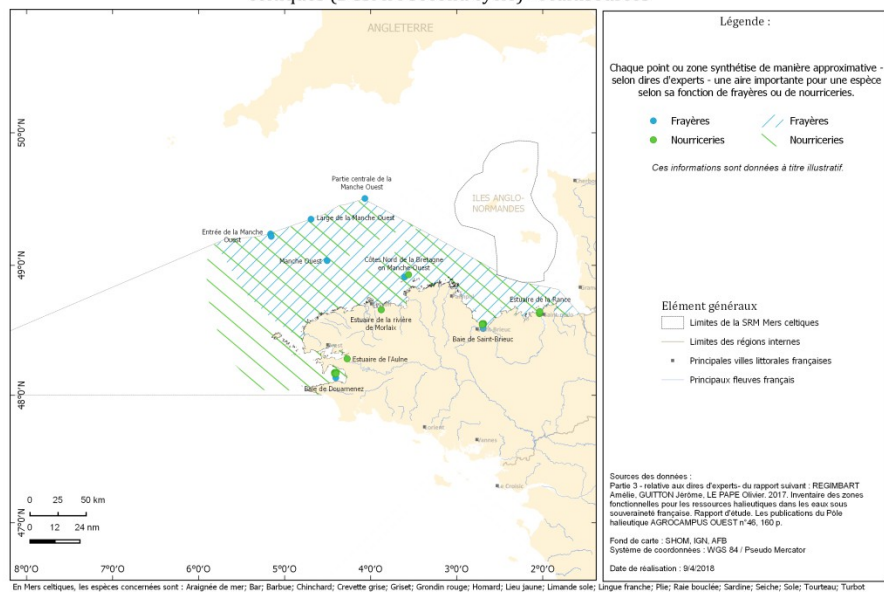 ANGLETERRE
Partie centrale de la
Manche Ouest
ILES ANGLO-
NORMANDES
Large de la Manche Ouest
Entrée de la Manche
Ouest
Manche Ouest
Côtes Nord de la Bretagne
en Manche Ouest
Estuaire de la Rance
Estuaire de la rivière
de Morlaix
Baie de Saint-Brieuc
Estuaire de l'Aulne
Baie de Douarnenez
Lorient
Vannes
Le Croisic
50°0'N
49°0'N
48°0'N
47°0'N
8°0'O
7°0'O
6°0'O
5°0'O
4°0'O
3°0'O
2°0'O
0 25 50 km
0 12 24 nm
Légende :
Chaque point ou zone synthétise de manière approximative -
selon dires d'experts - une aire importante pour une espèce
selon sa fonction de frayères ou de nourriceries.
Frayères Frayères
Nourriceries Nourriceries
Ces informations sont données à titre illustratif.
Elément généraux
Limites de la SRM Mers celtiques
Limites des régions internes
Principales villes littorales françaises
Principaux fleuves français
Sources des données :
Partie 3 - relative aux dires d'experts- du rapport suivant : REGIMBART
Amélie, GUITTON Jérôme, LE PAPE Olivier. 2017. Inventaire des zones
fonctionnelles pour les ressources halieutiques dans les eaux sous
souveraineté française. Rapport d'étude. Les publications du Pôle
halieutique AGROCAMPUS OUEST n°46, 160 p.
Fond de carte : SHOM, IGN, AFB
Système de coordonnées : WGS 84 / Pseudo Mercator
Date de réalisation : 9/4/2018
En Mers celtiques, les espèces concernées sont : Araignée de mer; Bar; Barbue; Chinchard; Crevette grise; Griset; Grondin rouge; Homard; Lieu jaune; Limande sole; Lingue franche; Plie; Raie bouclée; Sardine; Seiche; Sole; Tourteau; Turbot